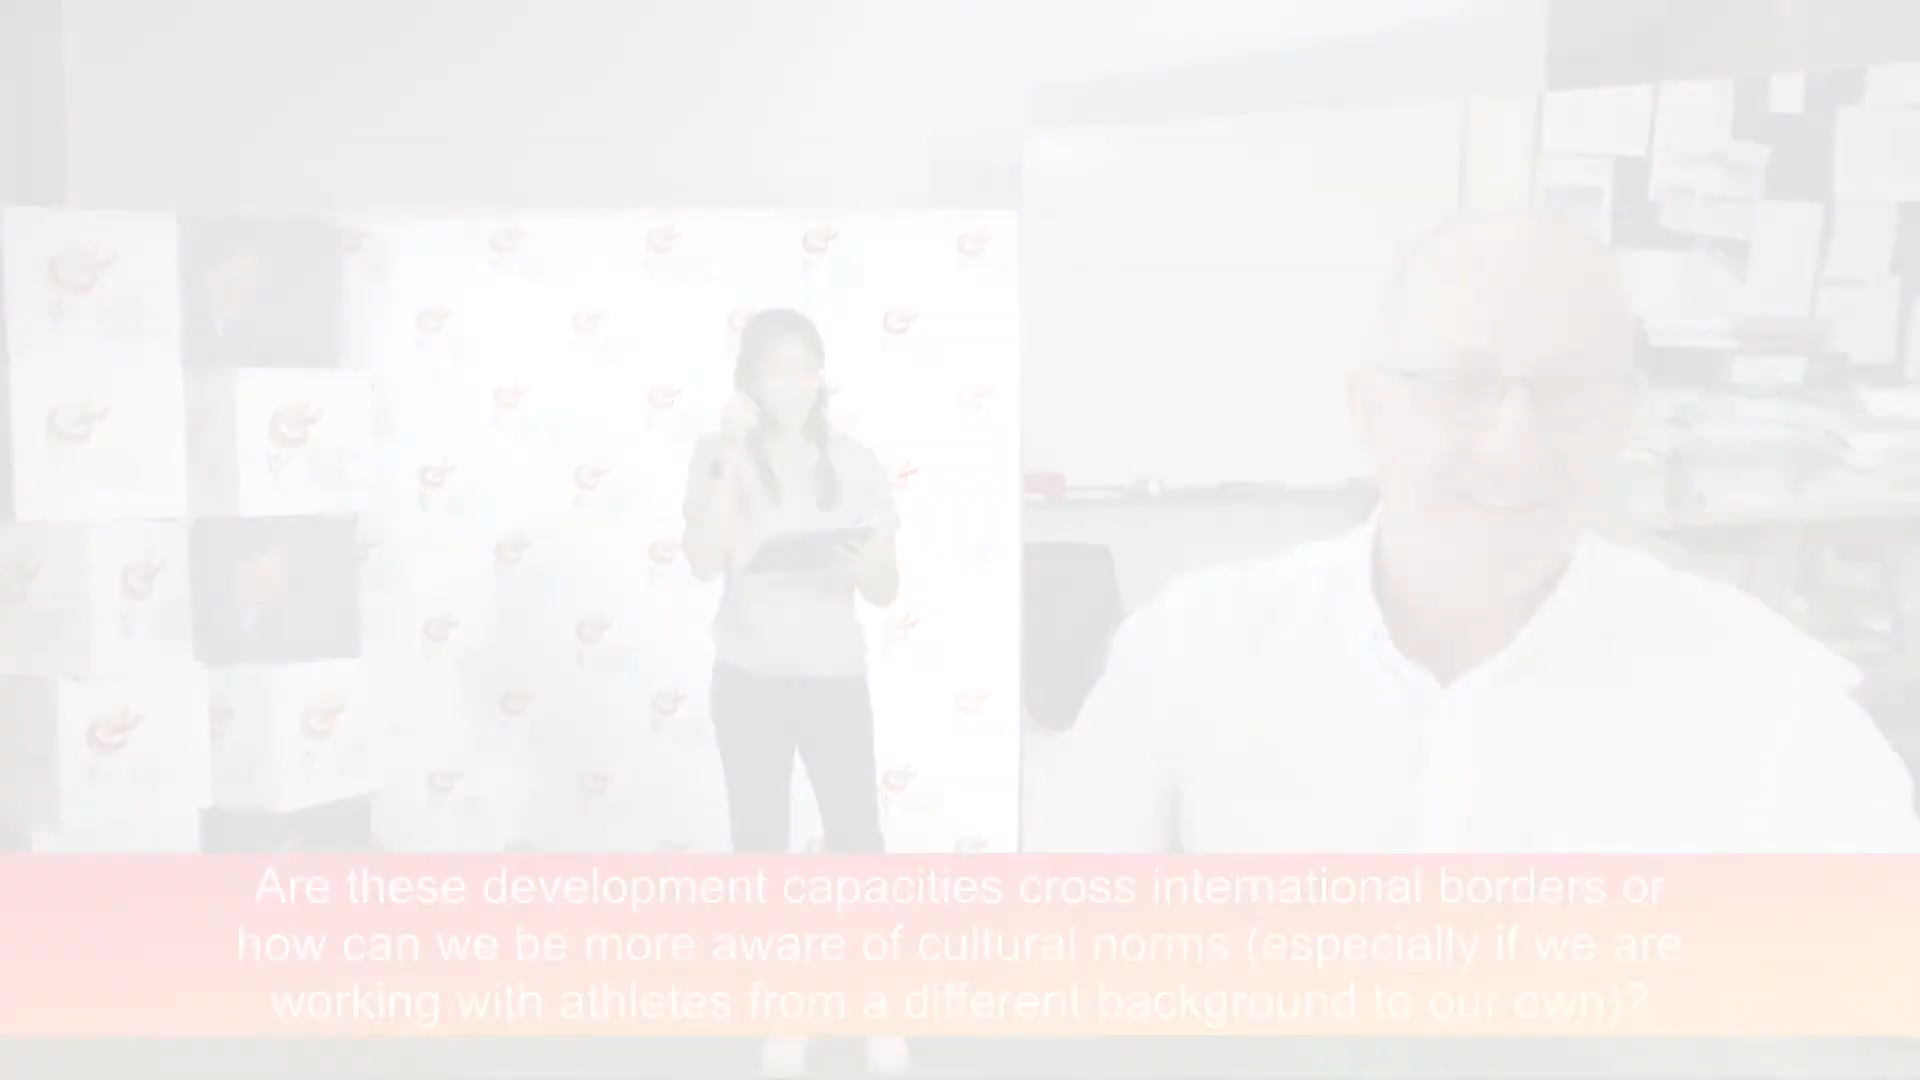 Are these development capacities cross international borders or
how can we be more aware of cultural norms (especially if we are
working with athletes from a different background to our own)?